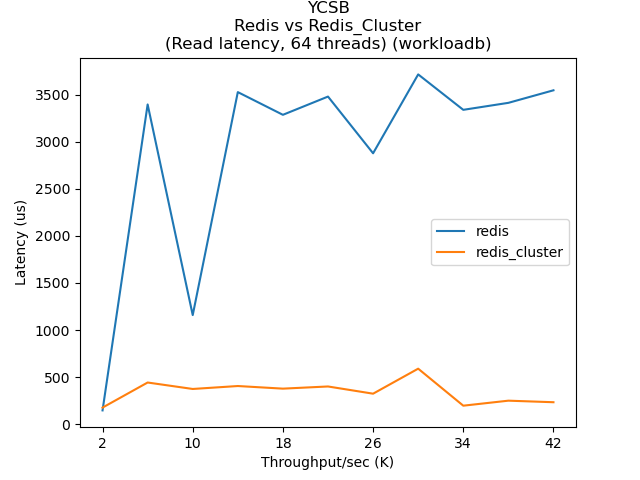 YCSB
Redis vs Redis_Cluster
(Read latency, 64 threads) (workloadb)
3500
3000
2500
2000
1500
1000
500
0
Latency (us)
redis
redis_cluster
2 10 18 26 34 42
Throughput/sec (K)